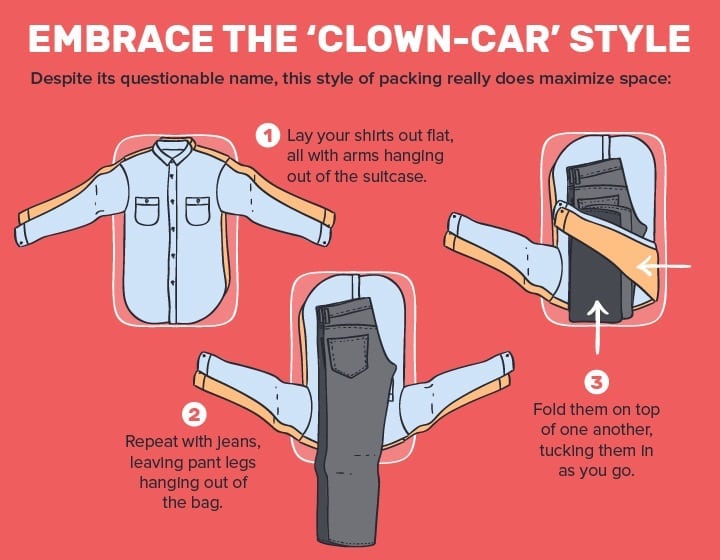 EMBRACE THE ‘CLOWN-CAR’ STYLE
Despite its questionable name, this style of packing really does maximize space:
1 Lay your shirts out flat,
all with arms hanging
out of the suitcase.
2
Repeat with jeans,
leaving pant legs
hanging out of
the bag.
3
Fold them on top
of one another,
tucking them in
as you go.